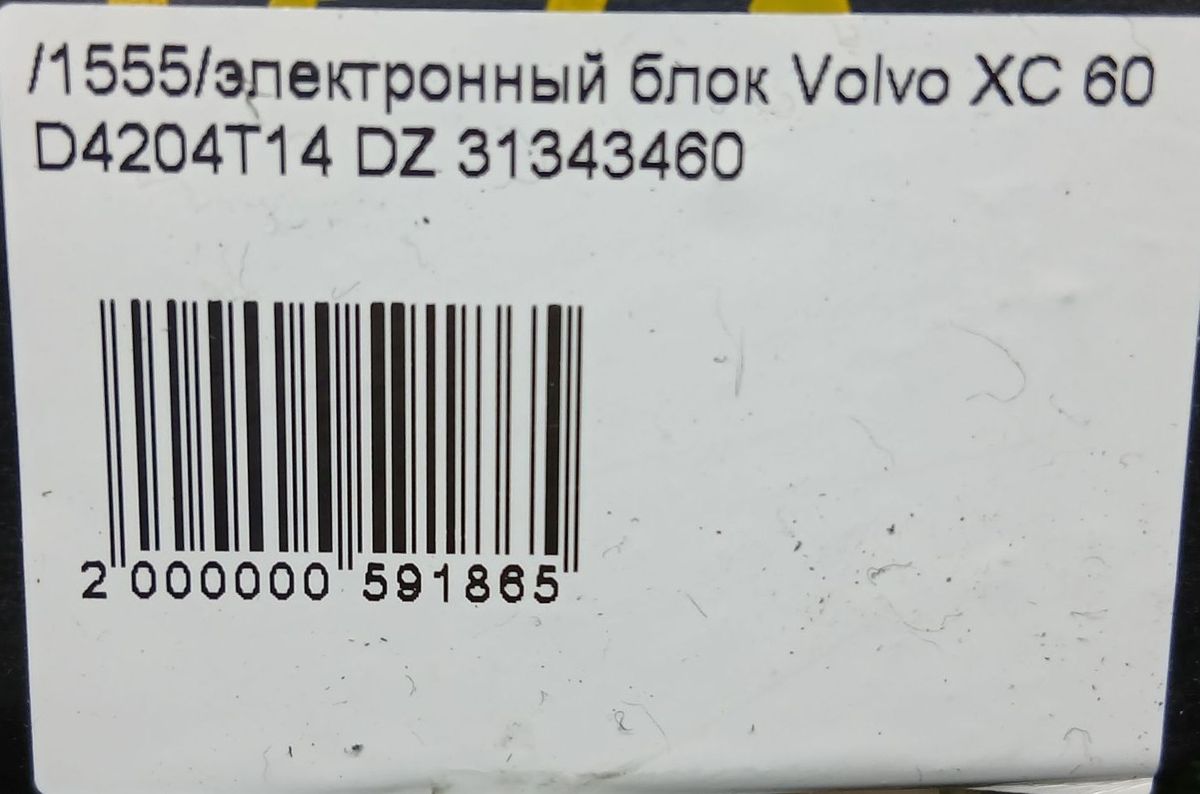 /1555/электронный блок Volvo XC 60
D4204T14 DZ 31343460
2 000000 591865